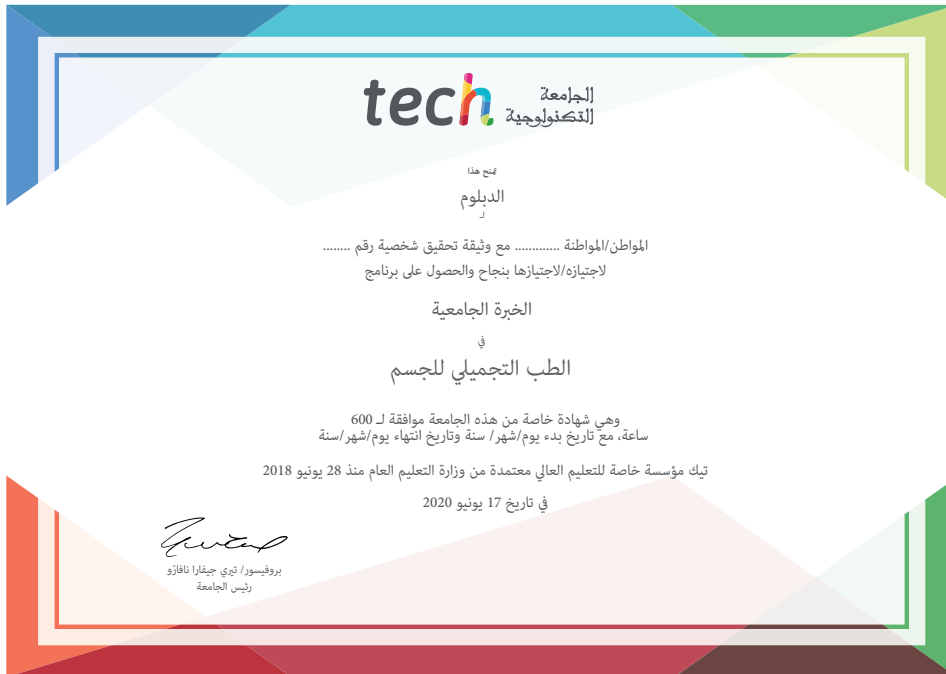 tech الجامعة
التكنولوجية
يمنح هذا
الدبلوم
لـ
المواطن/المواطنة ............ مع وثيقة تحقيق شخصية رقم ........
لاجتيازه/لاجتيازها بنجاح والحصول على برنامج
الخبرة الجامعية
في
الطب التجميلي للجسم
وهي شهادة خاصة من هذه الجامعة موافقة لـ 600
ساعة، مع تاريخ بدء يوم/شهر/ سنة وتاريخ انتهاء يوم/شهر/سنة
تيك مؤسسة خاصة للتعليم العالي معتمدة من وزارة التعليم العام منذ 28 يونيو 2018
في تاريخ 17 يونيو 2020
بروفيسور/ تيري جيفارا نافارّو
رئيس الجامعة